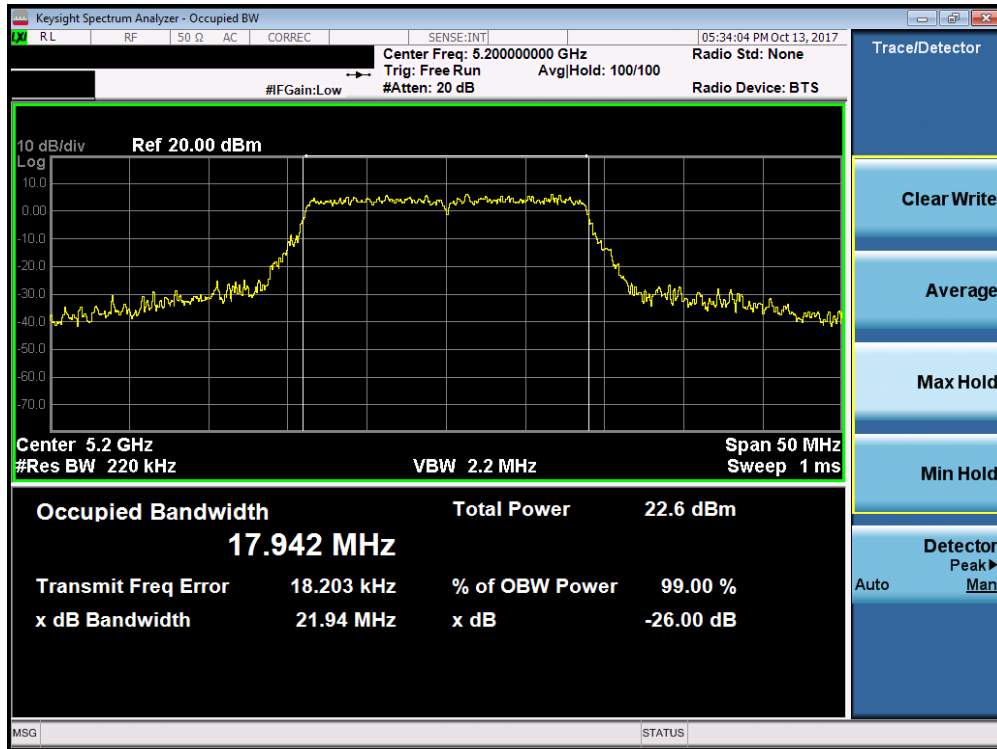 Keysight Spectrum Analyzer - Occupied BW
LXI RL RF 50 Ω AC CORREC SENSE:INT 05:34:04 PM Oct 13, 2017
Center Freq: 5.200000000 GHz Radio Std: None
Trig: Free Run Avg|Hold: 100/100
#IFGain:Low #Atten: 20 dB Radio Device: BTS
Trace/Detector
10 dB/div Ref 20.00 dBm
Log
10.0
0.00
-10.0
-20.0
-30.0
-40.0
-50.0
-60.0
-70.0
Center 5.2 GHz Span 50 MHz
#Res BW 220 kHz VBW 2.2 MHz Sweep 1 ms
Occupied Bandwidth Total Power 22.6 dBm
17.942 MHz
Transmit Freq Error 18.203 kHz % of OBW Power 99.00 %
x dB Bandwidth 21.94 MHz x dB -26.00 dB
Clear Write
Average
Max Hold
Min Hold
Detector
Peak▶
Auto Man
MSG STATUS